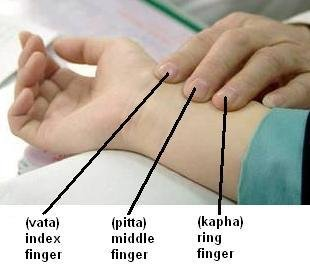 (vata)
index
finger
(pitta)
middle
finger
(kapha)
ring
finger